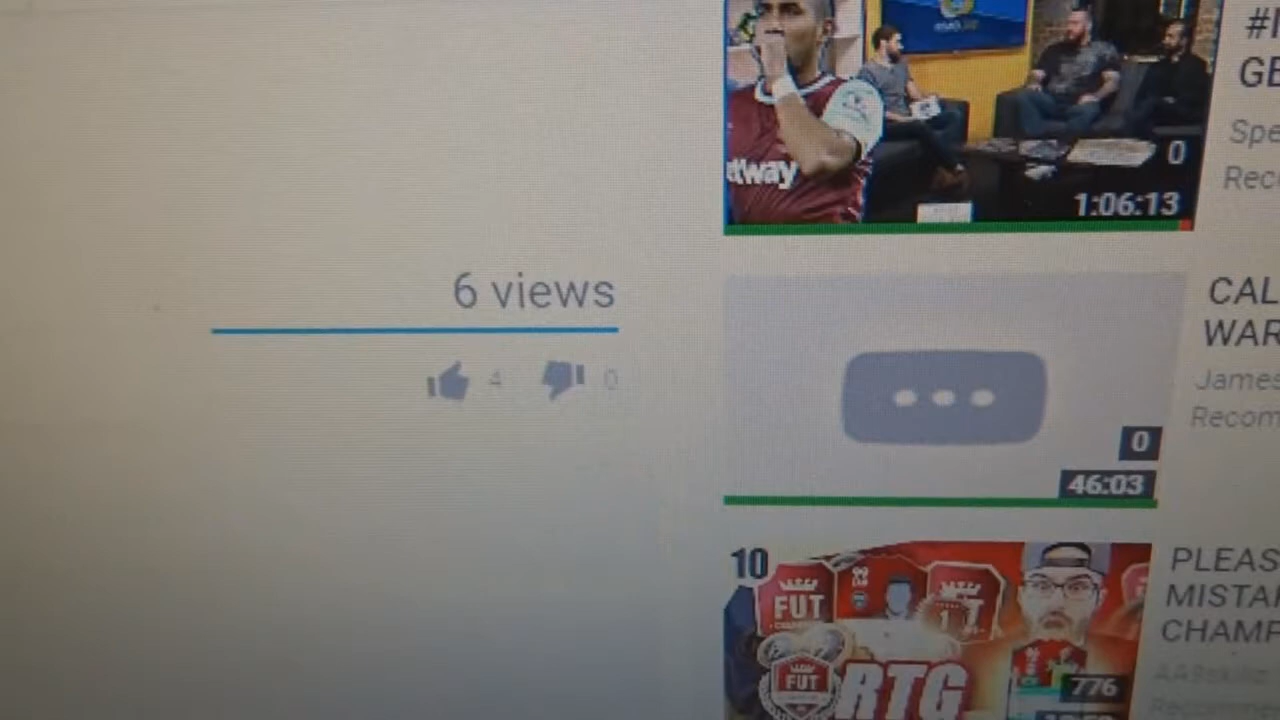 6 views
4
0
etway
0
1:06:13
#
GE
Spe
Rec
0
46:03
CAL
WAR
James
Recom
10
99
FUT
FUT
RTG
776
PLEAS
MISTA
CHAMP